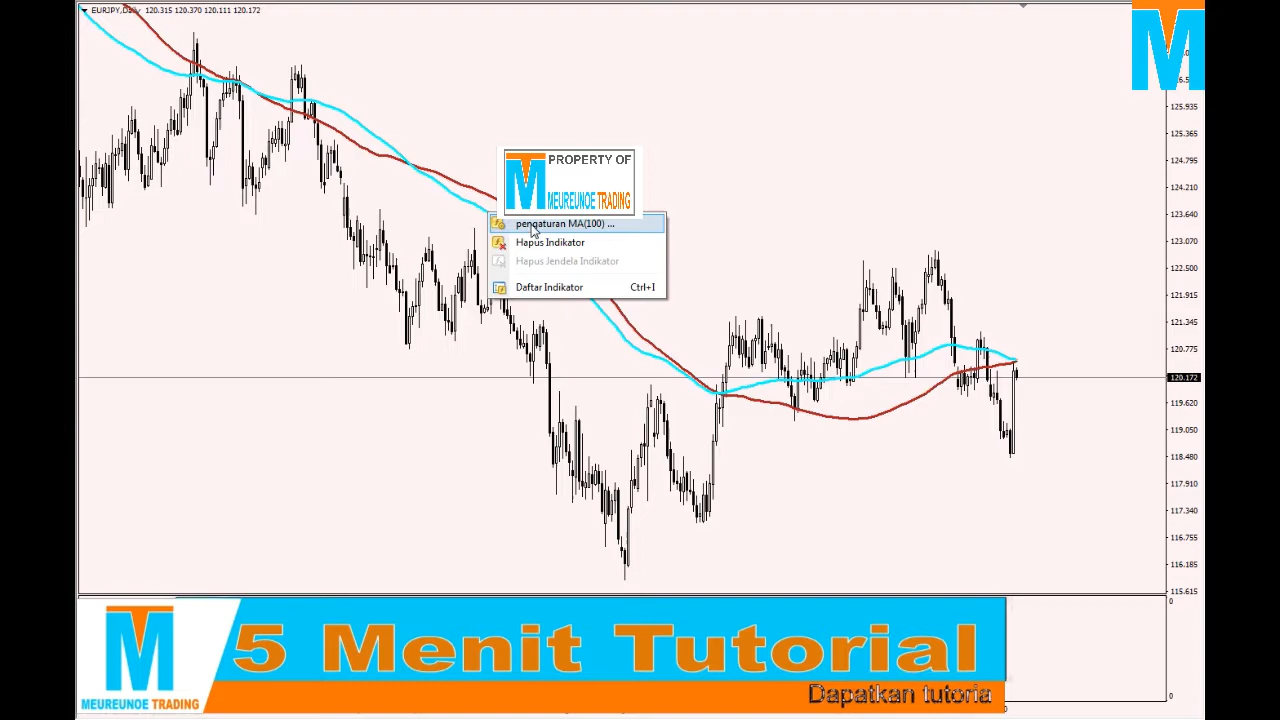 EURJPY,Daily 120.315 120.370 120.111 120.172
M
125.935
125.365
124.795
124.210
123.640
123.070
122.500
121.915
121.345
120.775
120.172
119.620
119.050
118.480
117.910
117.340
116.755
116.185
115.615
PROPERTY OF
MEUREUNOE TRADING
pengaturan MA(100) ...
Hapus Indikator
Hapus Jendela Indikator
Daftar Indikator Ctrl+I
0
0
5 Menit Tutorial
MEUREUNOE TRADING
Dapatkan tutoria